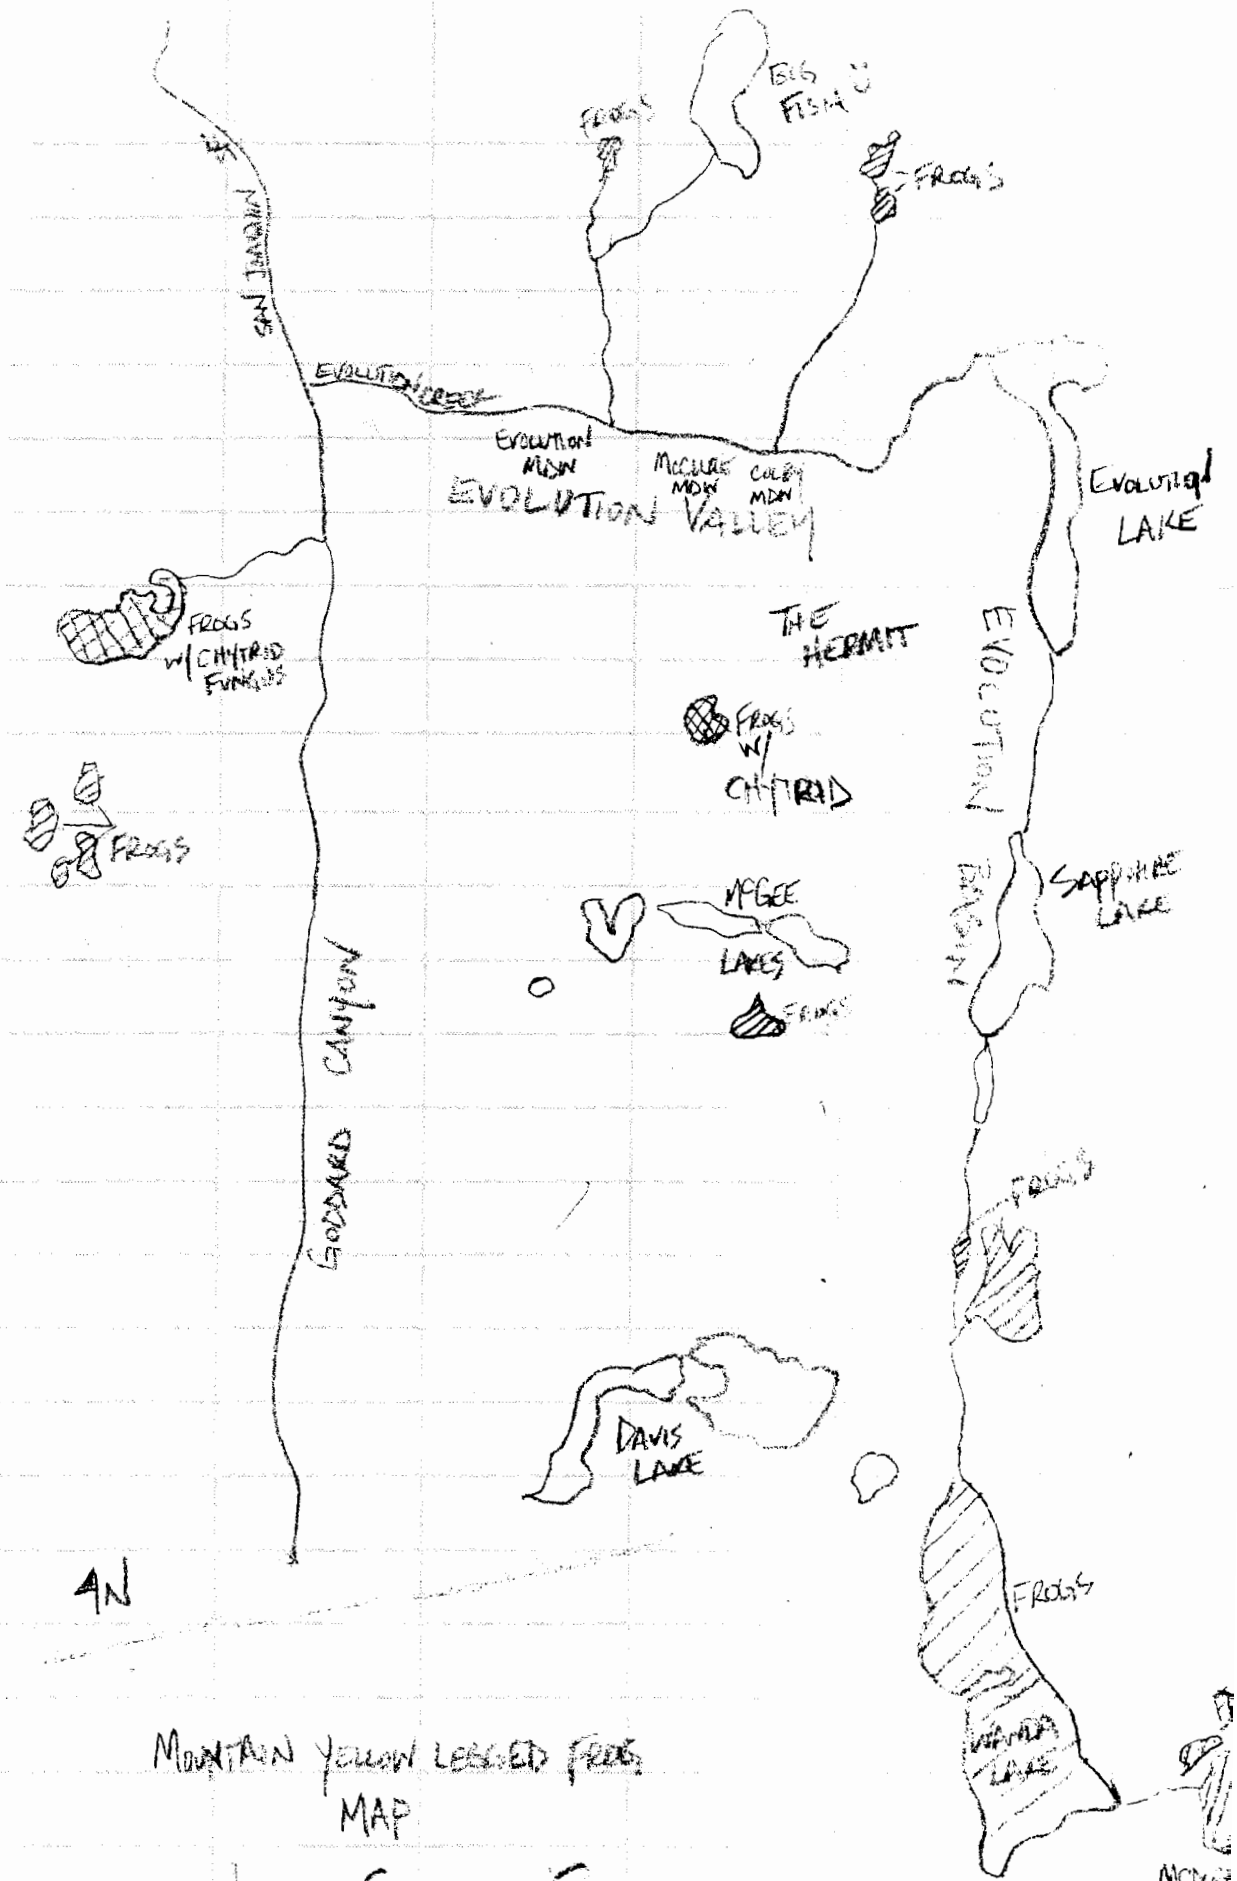 BIG
FISH
FROGS
FROGS
SF
SAN JOAQUIN
EVOLUTION CREEK
EVOLUTION
MDW
McCLURE
MDW
COLBY
MDW
EVOLUTION VALLEY
EVOLUTION
LAKE
THE
HERMIT
FROGS
W/ CHYTRID
FUNGUS
EVOLUTION
BASIN
FROGS
W/
CHYTRID
FROGS
McGEE
LAKES
SAPPHIRE
LAKE
FROGS
GODDARD CANYON
FROGS
DAVIS
LAKE
N
FROGS
WANDA
LAKE
MOUNTAIN YELLOW LEGGED FROG
MAP